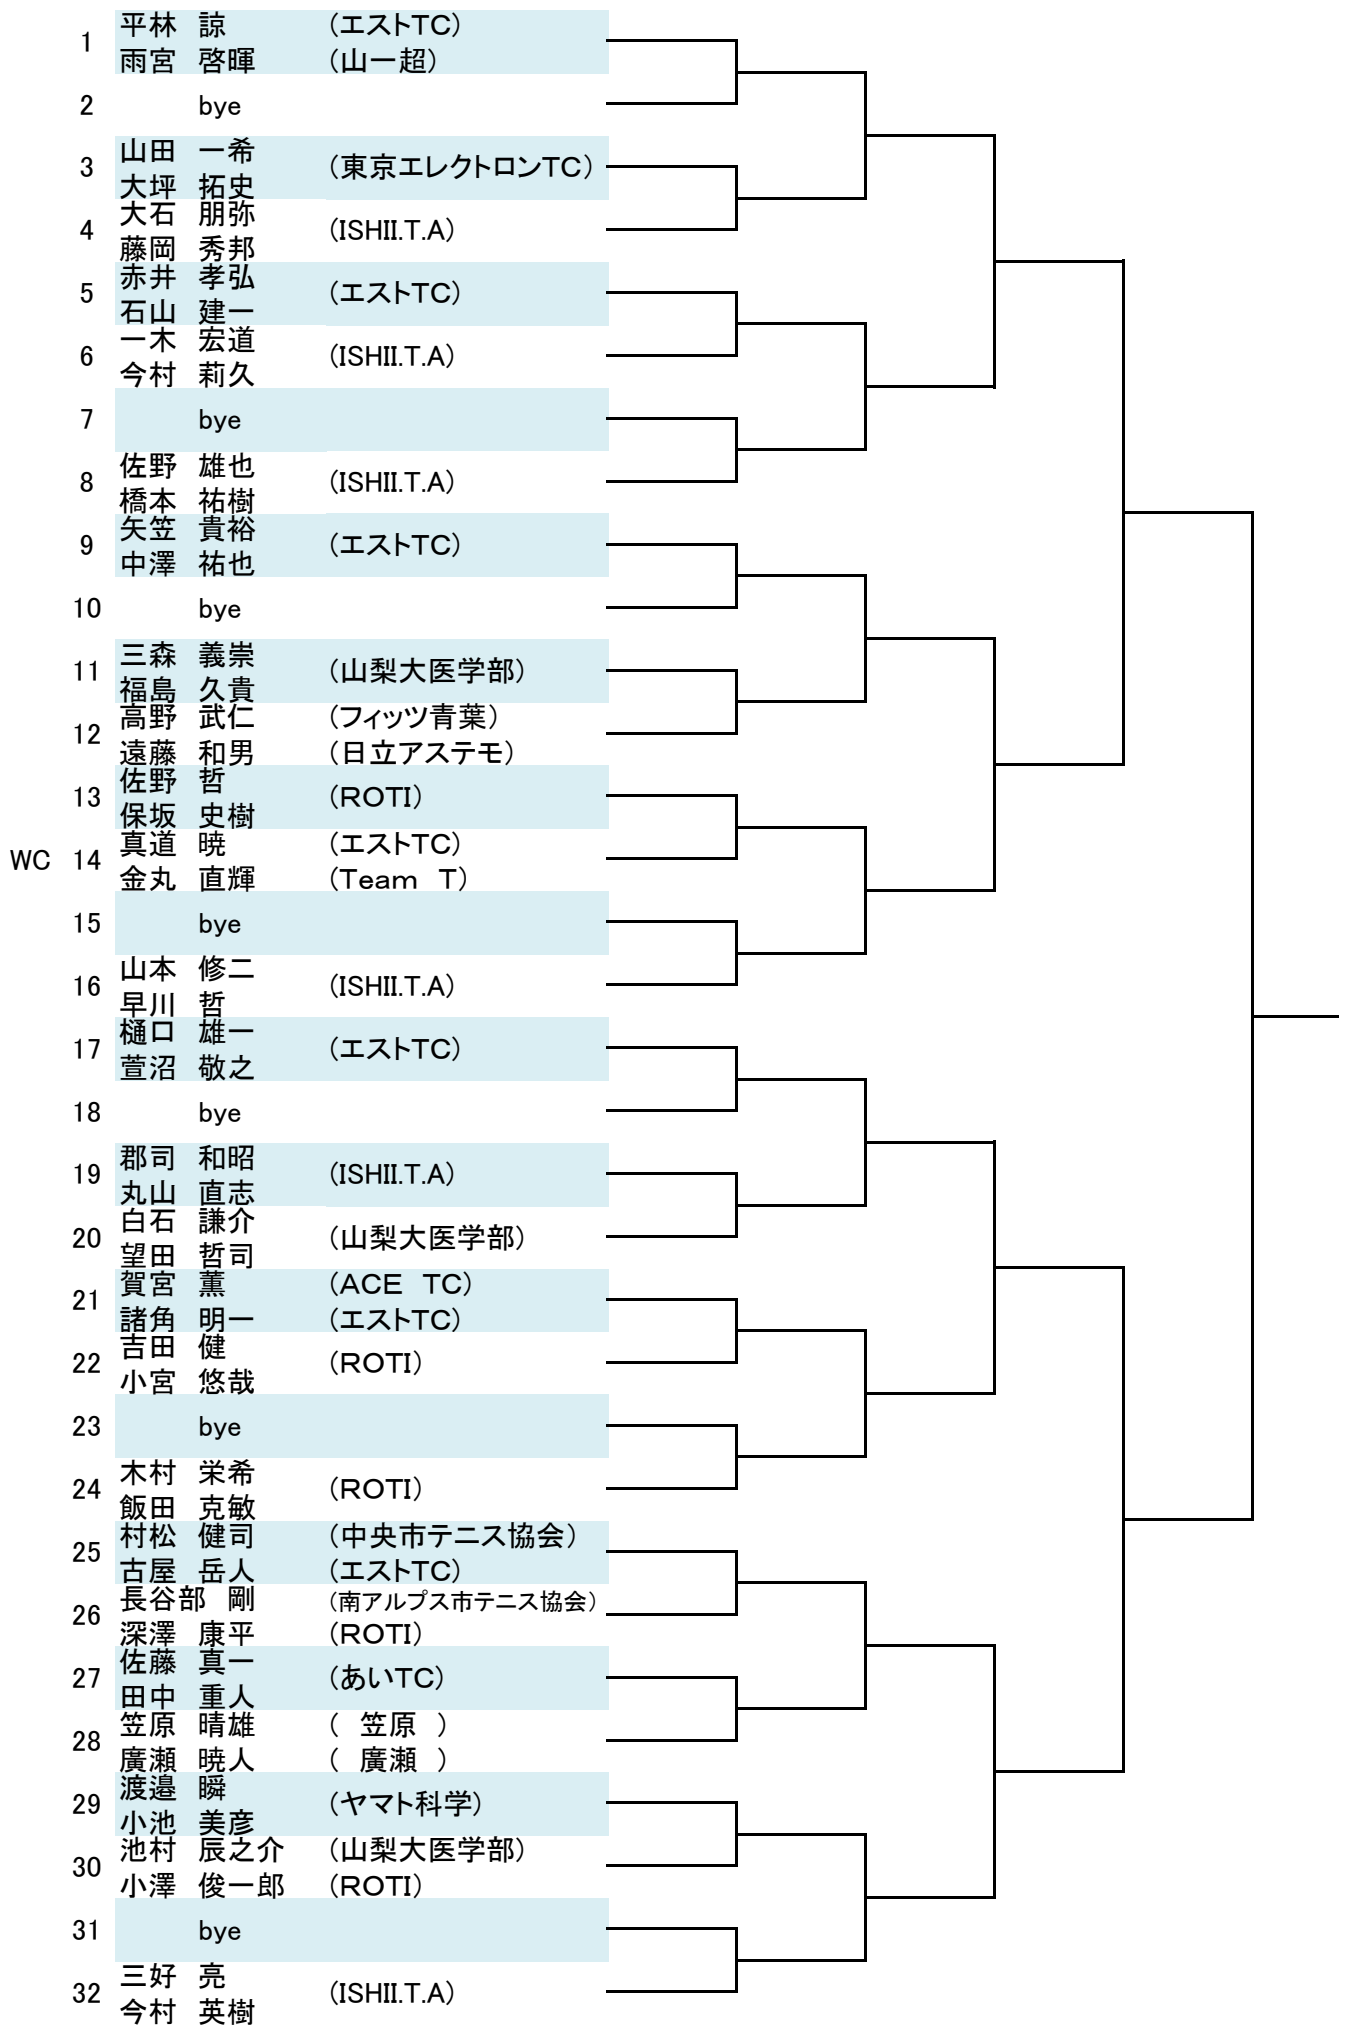 1 平林 諒 (エストTC)
雨宮 啓暉 (山一超)
2 bye
3 山田 一希 (東京エレクトロンTC)
大坪 拓史
4 大石 朋弥 (ISHII.T.A)
藤岡 秀邦
5 赤井 孝弘 (エストTC)
石山 建一
6 一木 宏道 (ISHII.T.A)
今村 莉久
7 bye
8 佐野 雄也 (ISHII.T.A)
橋本 祐樹
9 矢笠 貴裕 (エストTC)
中澤 祐也
10 bye
11 三森 義崇 (山梨大医学部)
福島 久貴
12 高野 武仁 (フィッツ青葉)
遠藤 和男 (日立アステモ)
13 佐野 哲 (ROTI)
保坂 史樹
WC 14 真道 暁 (エストTC)
金丸 直輝 (Team T)
15 bye
16 山本 修二 (ISHII.T.A)
早川 哲
17 樋口 雄一 (エストTC)
萱沼 敬之
18 bye
19 郡司 和昭 (ISHII.T.A)
丸山 直志
20 白石 謙介 (山梨大医学部)
望田 哲司
21 賀宮 薫 (ACE TC)
諸角 明一 (エストTC)
22 吉田 健 (ROTI)
小宮 悠哉
23 bye
24 木村 栄希 (ROTI)
飯田 克敏
25 村松 健司 (中央市テニス協会)
古屋 岳人 (エストTC)
26 長谷部 剛 (南アルプス市テニス協会)
深澤 康平 (ROTI)
27 佐藤 真一 (あいTC)
田中 重人
28 笠原 晴雄 ( 笠原 )
廣瀬 暁人 ( 廣瀬 )
29 渡邉 瞬 (ヤマト科学)
小池 美彦
30 池村 辰之介 (山梨大医学部)
小澤 俊一郎 (ROTI)
31 bye
32 三好 亮 (ISHII.T.A)
今村 英樹